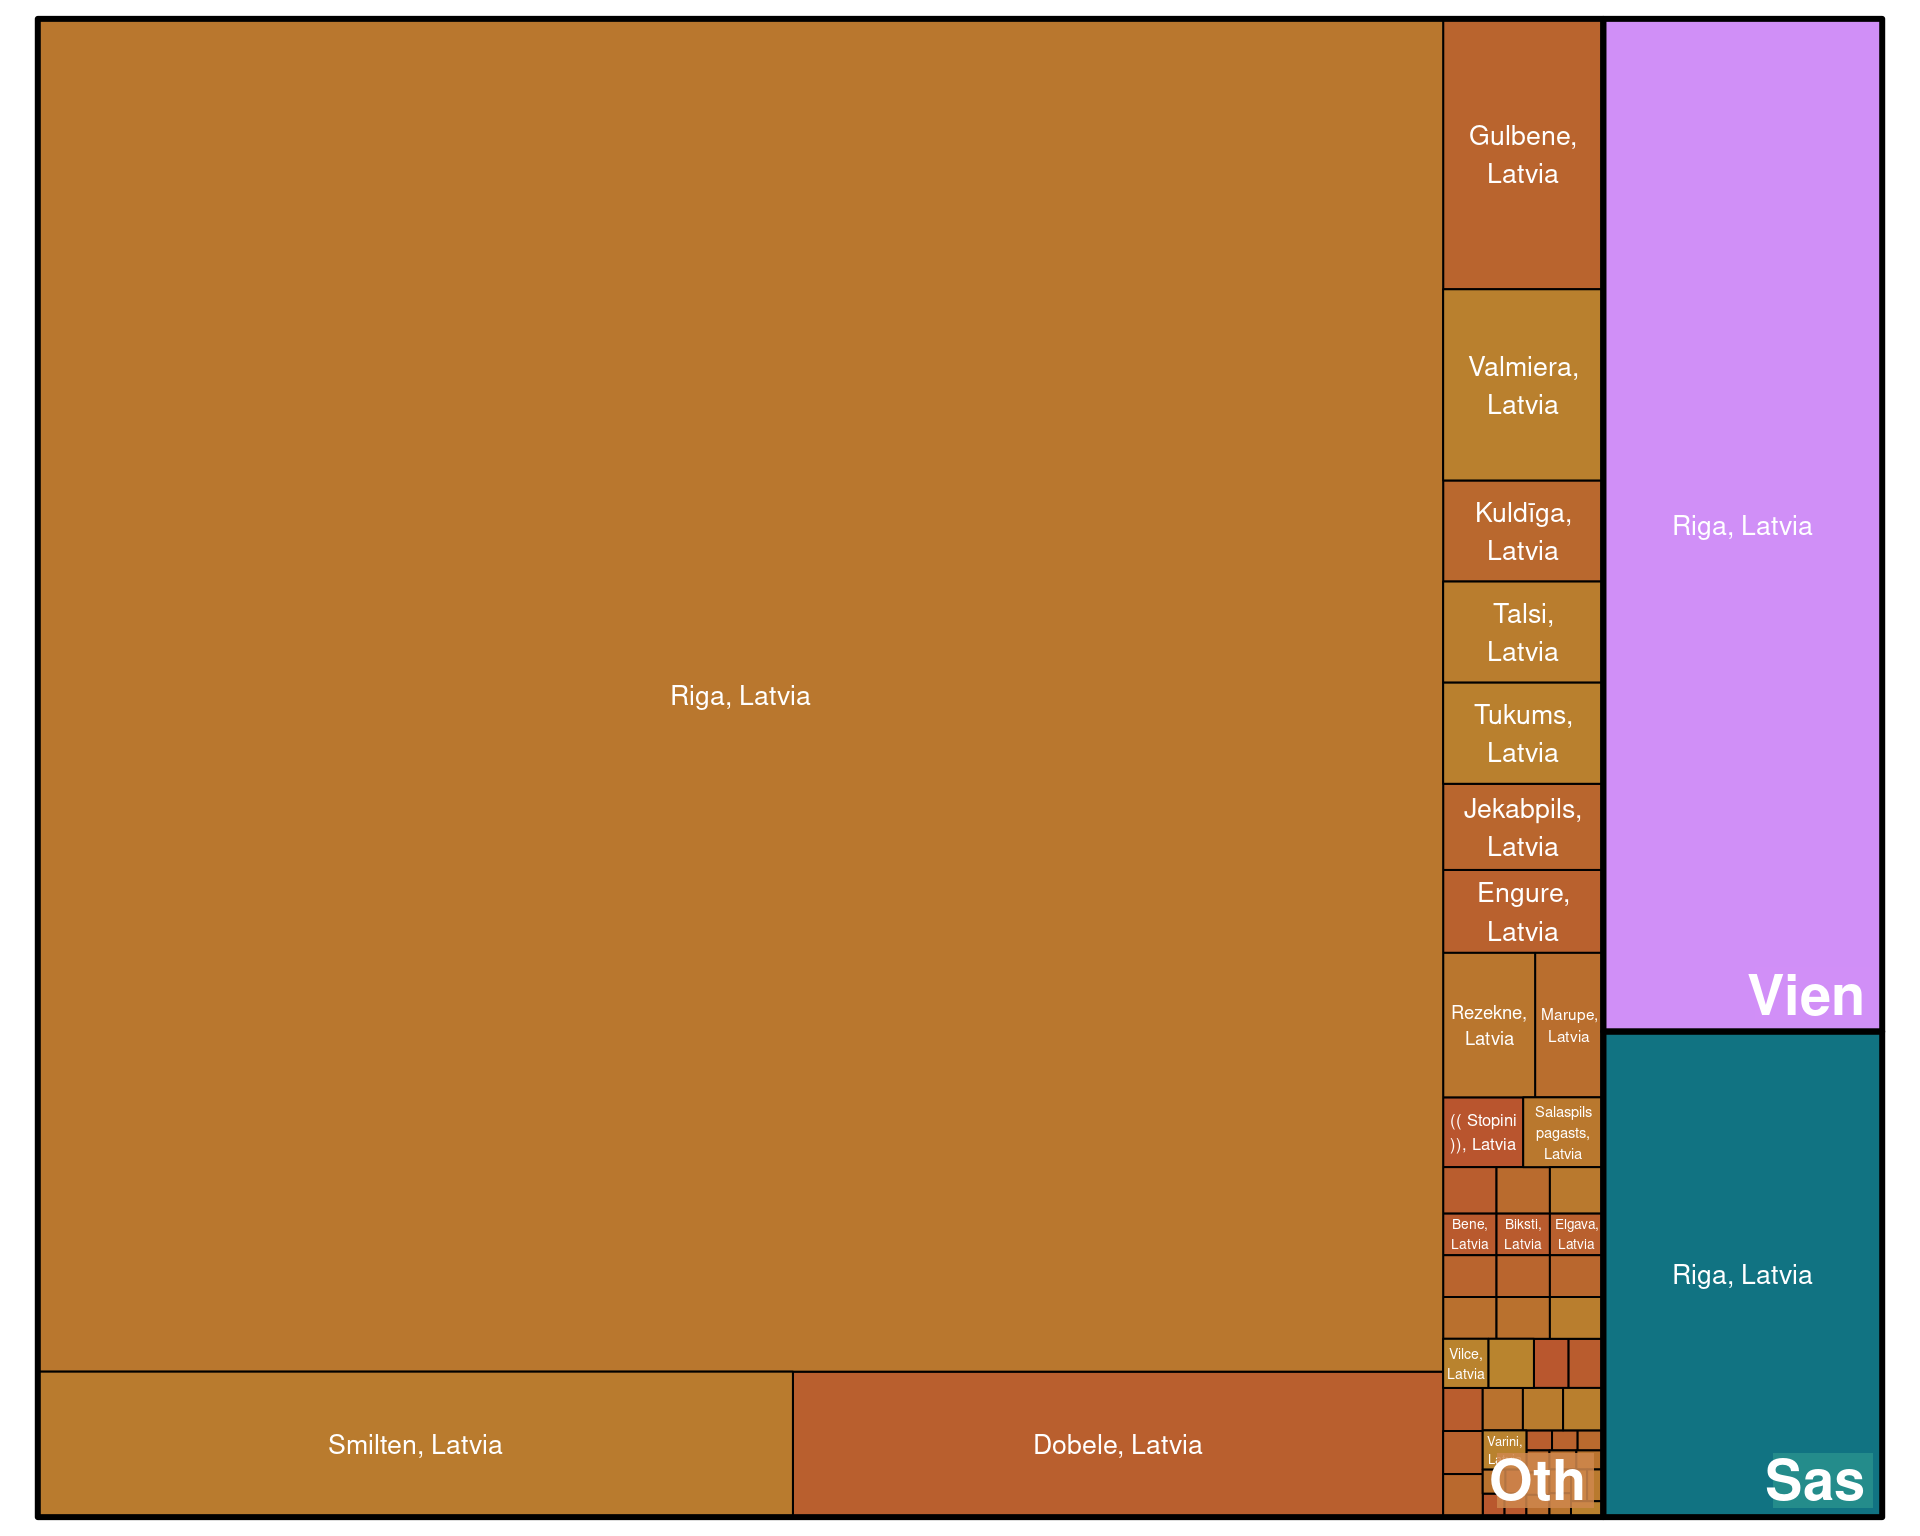 Riga, Latvia
Smilten, Latvia
Dobele, Latvia
Gulbene,
Latvia
Valmiera,
Latvia
Kuldīga,
Latvia
Talsi,
Latvia
Tukums,
Latvia
Jekabpils,
Latvia
Engure,
Latvia
Rezekne,
Latvia
Marupe,
Latvia
(( Stopini
)), Latvia
Salaspils
pagasts,
Latvia
Bene,
Latvia
Biksti,
Latvia
Elgava,
Latvia
Vilce,
Latvia
Varini,
Oth
Riga, Latvia
Vien
Riga, Latvia
Sas